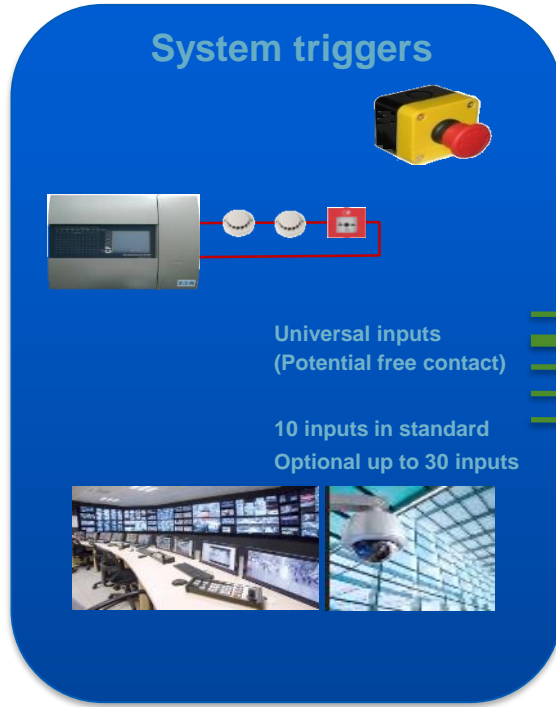 System triggers
Universal inputs
(Potential free contact)
10 inputs in standard
Optional up to 30 inputs